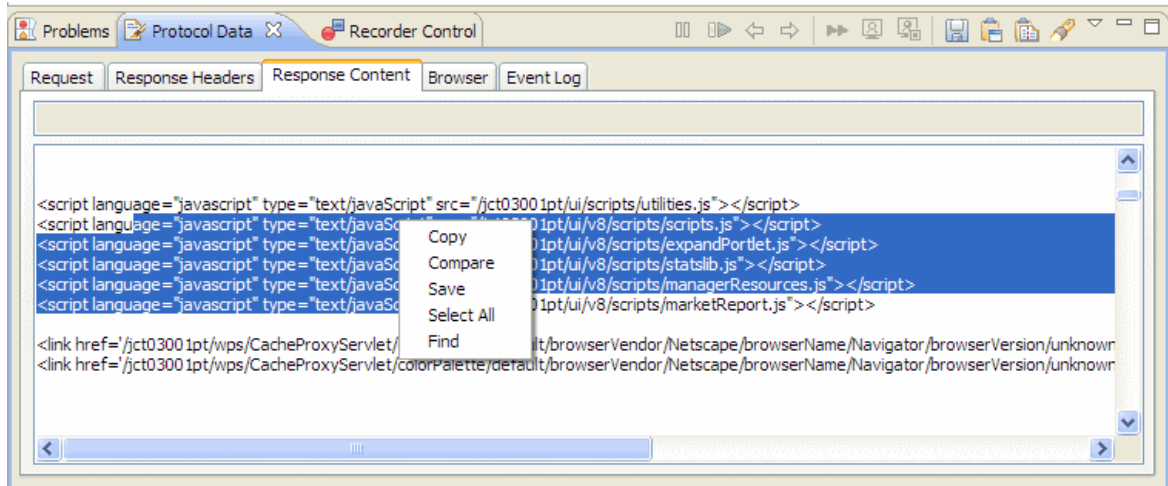 Problems Protocol Data Recorder Control
Request Response Headers Response Content Browser Event Log
<script language="javascript" type="text/javaScript" src="/jct03001pt/ui/scripts/utilities.js"></script>
<script language="javascript" type="text/javaSc 1pt/ui/v8/scripts/scripts.js"></script>
<script language="javascript" type="text/javaSc 01pt/ui/v8/scripts/expandPortlet.js"></script>
<script language="javascript" type="text/javaSc 01pt/ui/v8/scripts/statslib.js"></script>
<script language="javascript" type="text/javaSc 01pt/ui/v8/scripts/managerResources.js"></script>
<script language="javascript" type="text/javaSc 01pt/ui/v8/scripts/marketReport.js"></script>
Copy
Compare
Save
Select All
Find
<link href='/jct03001pt/wps/CacheProxyServlet/ lt/browserVendor/Netscape/browserName/Navigator/browserVersion/unknown
<link href='/jct03001pt/wps/CacheProxyServlet/colorPalette/default/browserVendor/Netscape/browserName/Navigator/browserVersion/unknown